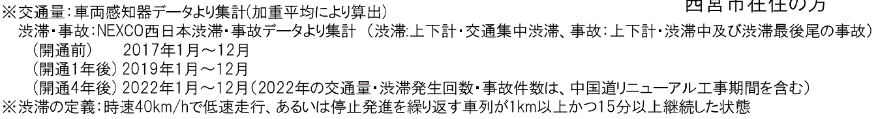 西宮市在住の方
※交通量：車両感知器データより集計(加重平均により算出)
渋滞・事故：NEXCO西日本渋滞・事故データより集計　(渋滞:上下計・交通集中渋滞、事故：上下計・渋滞中及び渋滞最後尾の事故)
(開通前)　　2017年1月～12月
(開通1年後) 2019年1月～12月
(開通4年後) 2022年1月～12月(2022年の交通量・渋滞発生回数・事故件数は、中国道リニューアル工事期間を含む)
※渋滞の定義：時速40km/hで低速走行、あるいは停止発進を繰り返す車列が1km以上かつ15分以上継続した状態